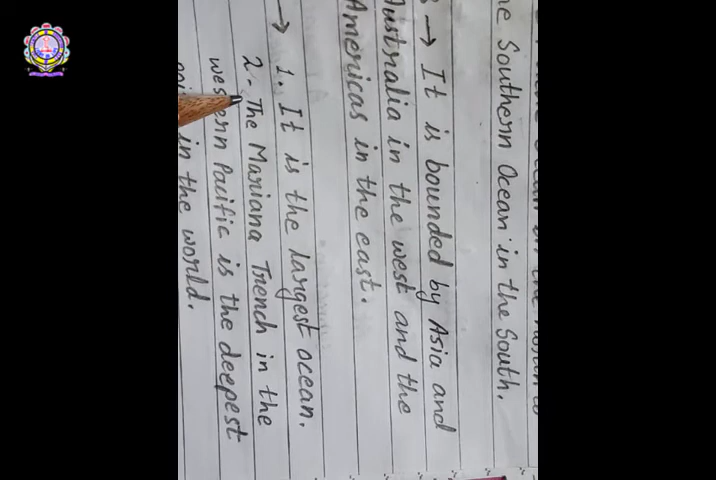 the Southern Ocean in the South.
→ It is bounded by Asia and
Australia in the west and the
Americas in the east.
→ 1. It is the largest ocean.
2- The Mariana Trench in the
western Pacific is the deepest
in the world.